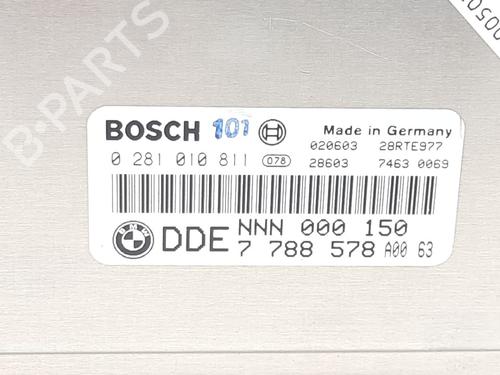 B-PARTS
BOSCH 101 Made in Germany
020603 28RTE977
0 281 010 811 078 28603 7463 0069
BMW DDE NNN 000 150
7 788 578 A00 63